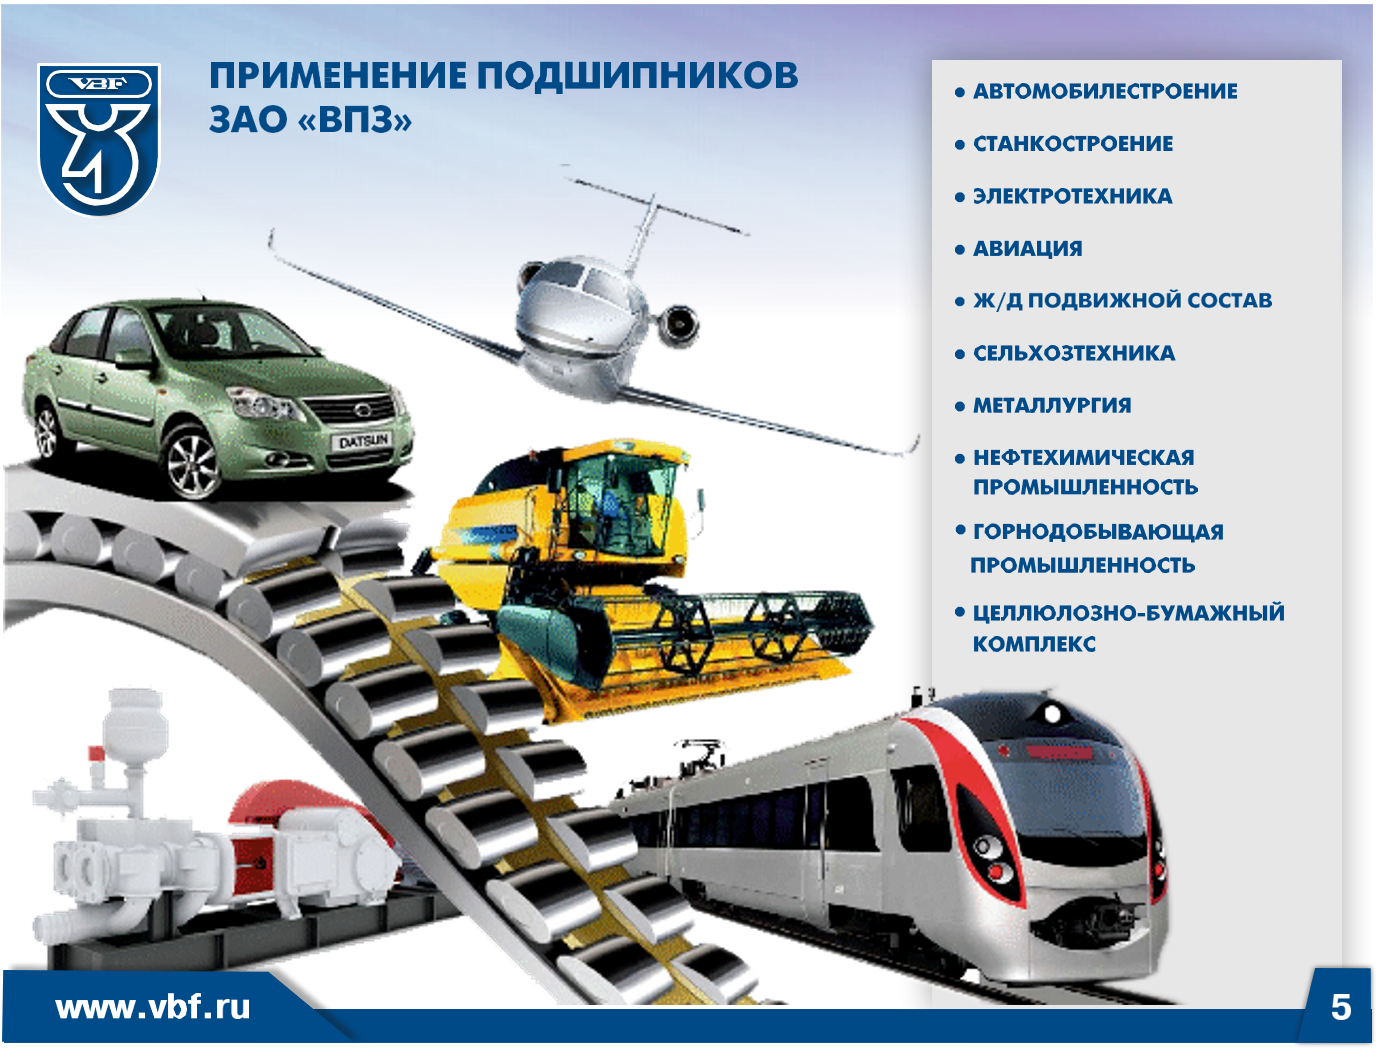 VBF
ПРИМЕНЕНИЕ ПОДШИПНИКОВ
ЗАО «ВПЗ»
• АВТОМОБИЛЕСТРОЕНИЕ
• СТАНКОСТРОЕНИЕ
• ЭЛЕКТРОТЕХНИКА
• АВИАЦИЯ
• Ж/Д ПОДВИЖНОЙ СОСТАВ
• СЕЛЬХОЗТЕХНИКА
• МЕТАЛЛУРГИЯ
• НЕФТЕХИМИЧЕСКАЯ
ПРОМЫШЛЕННОСТЬ
• ГОРНОДОБЫВАЮЩАЯ
ПРОМЫШЛЕННОСТЬ
• ЦЕЛЛЮЛОЗНО-БУМАЖНЫЙ
КОМПЛЕКС
DATSUN
www.vbf.ru
5